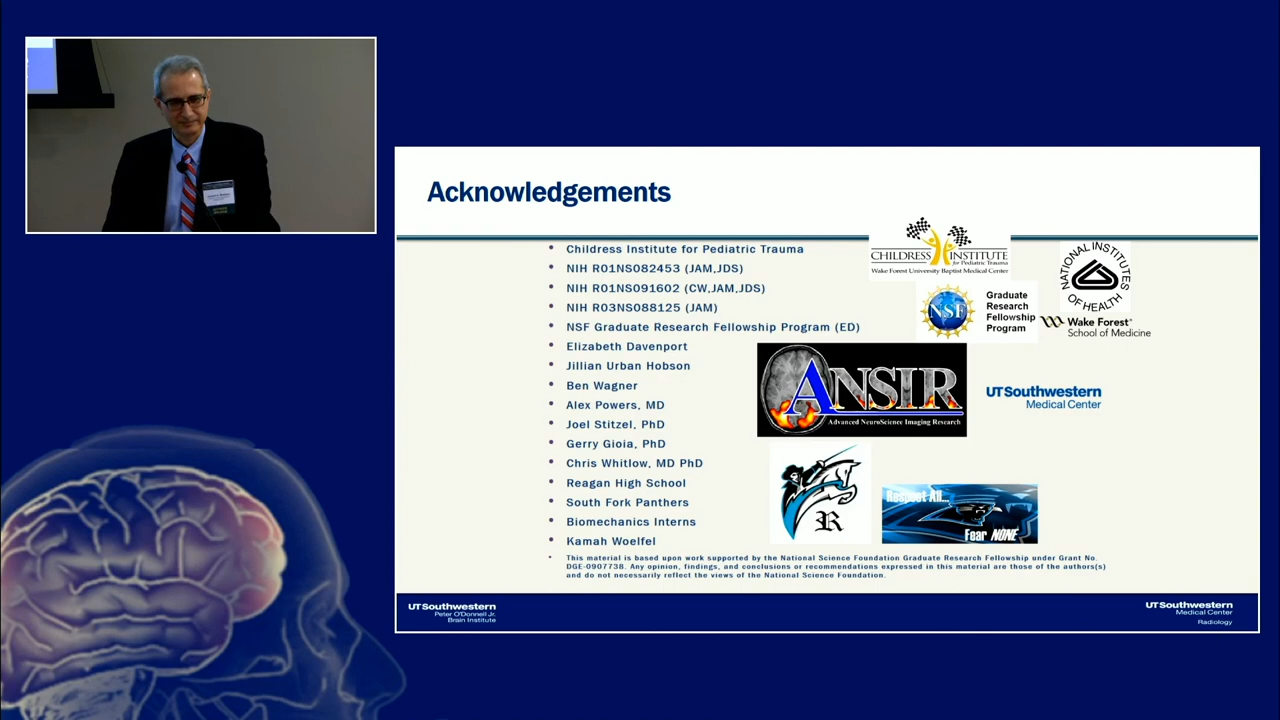 Acknowledgements
• Childress Institute for Pediatric Trauma
• NIH R01NS082453 (JAM,JDS)
• NIH R01NS091602 (CW,JAM,JDS)
• NIH R03NS088125 (JAM)
• NSF Graduate Research Fellowship Program (ED)
• Elizabeth Davenport
• Jillian Urban Hobson
• Ben Wagner
• Alex Powers, MD
• Joel Stitzel, PhD
• Gerry Gioia, PhD
• Chris Whitlow, MD PhD
• Reagan High School
• South Fork Panthers
• Biomechanics Interns
• Kamah Woelfel
• This material is based upon work supported by the National Science Foundation Graduate Research Fellowship under Grant No.
DGE-0907738. Any opinion, findings, and conclusions or recommendations expressed in this material are those of the authors(s)
and do not necessarily reflect the views of the National Science Foundation.
CHILDRESS INSTITUTE
for Pediatric Trauma
Wake Forest University Baptist Medical Center
NATIONAL INSTITUTES
OF HEALTH
NSF
Graduate
Research
Fellowship
Program
Wake Forest®
School of Medicine
ANSIR
Advanced NeuroScience Imaging Research
UTSouthwestern
Medical Center
R
Respect All...
Fear NONE
UTSouthwestern
Peter O'Donnell Jr.
Brain Institute
UTSouthwestern
Medical Center
Radiology